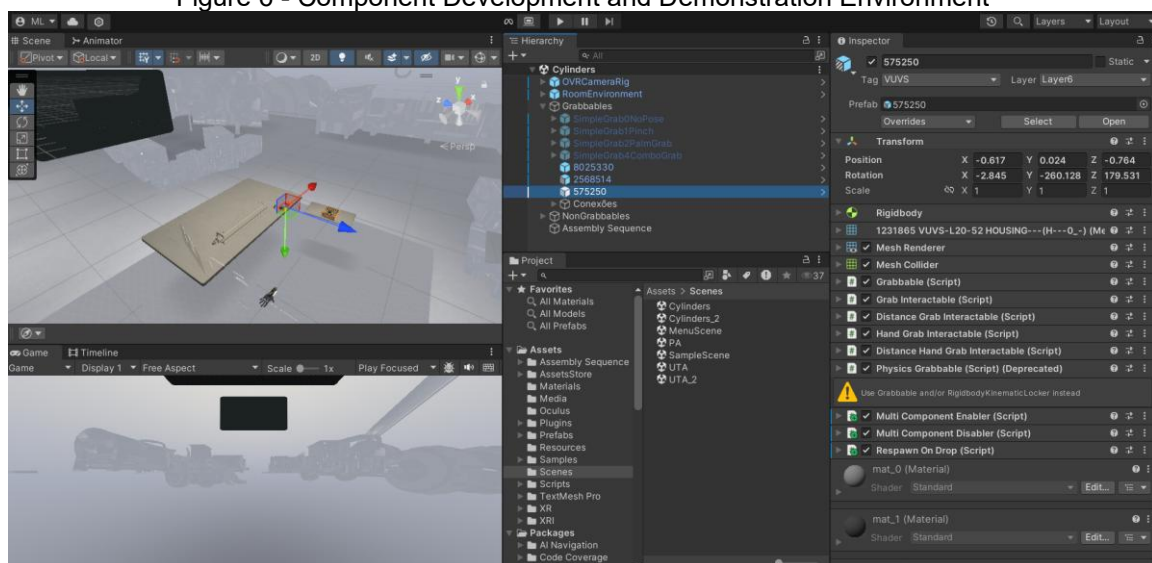 Figure 6 - Component Development and Demonstration Environment
ML
Layers
Layout
Scene
Animator
Pivot
Local
2D
Persp
Game
Timeline
Game
Display 1
Free Aspect
Scale
1x
Play Focused
Hierarchy
All
Cylinders
OVRCameraRig
RoomEnvironment
Grabbables
SimpleGrab0NoPose
SimpleGrab1Pinch
SimpleGrab2PalmGrab
SimpleGrab4ComboGrab
8025330
2568514
575250
Conexões
NonGrabbables
Assembly Sequence
Project
37
Favorites
All Materials
All Models
All Prefabs
Assets
Assembly Sequence
AssetsStore
Materials
Media
Oculus
Plugins
Prefabs
Resources
Samples
Scenes
Scripts
TextMesh Pro
XR
XRI
Packages
AI Navigation
Code Coverage
Assets > Scenes
Cylinders
Cylinders_2
MenuScene
PA
SampleScene
UTA
UTA_2
Inspector
575250
Static
Tag VUVS
Layer Layer6
Prefab 575250
Overrides
Select
Open
Transform
Position X -0.617 Y 0.024 Z -0.764
Rotation X -2.845 Y -260.128 Z 179.531
Scale X 1 Y 1 Z 1
Rigidbody
1231865 VUVS-L20-52 HOUSING---(H---0_-) (Me
Mesh Renderer
Mesh Collider
Grabbable (Script)
Grab Interactable (Script)
Distance Grab Interactable (Script)
Hand Grab Interactable (Script)
Distance Hand Grab Interactable (Script)
Physics Grabbable (Script) (Deprecated)
Use Grabbable and/or RigidbodyKinematicLocker instead
Multi Component Enabler (Script)
Multi Component Disabler (Script)
Respawn On Drop (Script)
mat_0 (Material)
Shader Standard
Edit...
mat_1 (Material)
Shader Standard
Edit...